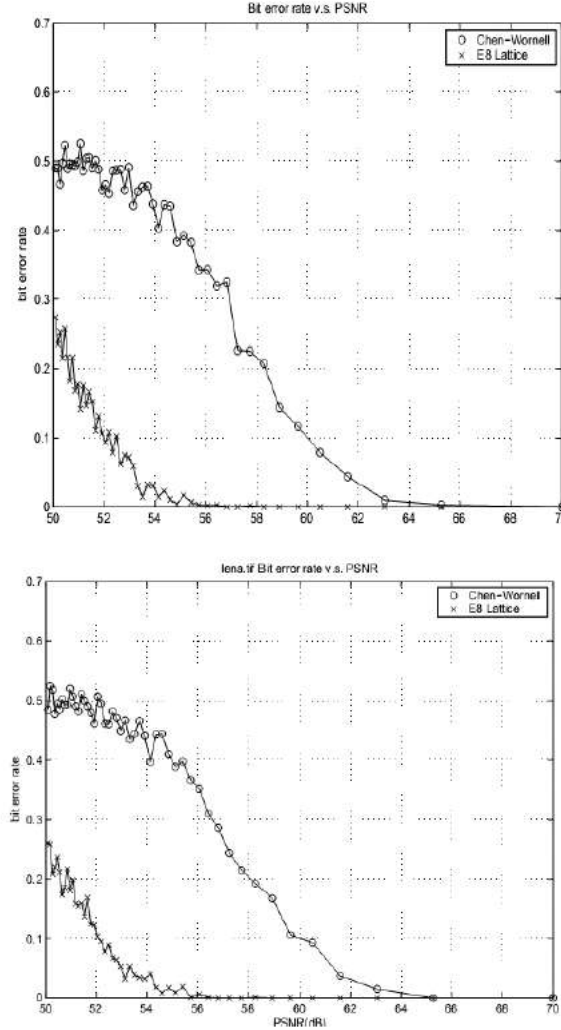 Bit error rate v.s. PSNR
0.7
0.6
0.5
0.4
0.3
0.2
0.1
0
bit error rate
Chen-Wornell
E8 Lattice
50 52 54 56 58 60 62 64 66 68 7
lena.tif Bit error rate v.s. PSNR
0.7
0.6
0.5
0.4
0.3
0.2
0.1
0
bit error rate
Chen-Wornell
E8 Lattice
50 52 54 56 58 60 62 64 66 68 70
PSNR(dB)